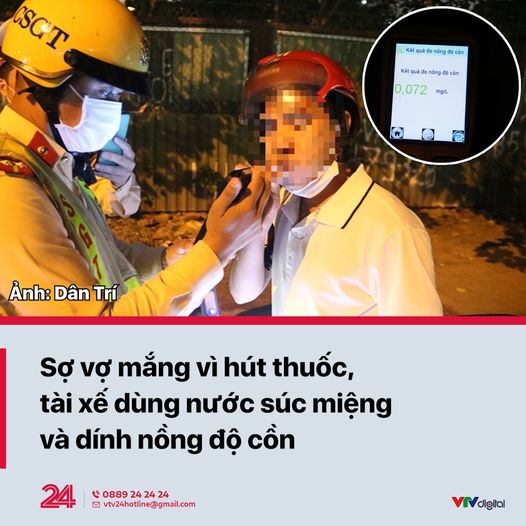 CSGT
Kết quả đo nồng độ cồn
Kết quả đo nồng độ cồn
0,072 mg/L
Ảnh: Dân Trí
Sợ vợ mắng vì hút thuốc,
tài xế dùng nước súc miệng
và dính nồng độ cồn
24
0889 24 24 24
vtv24hotline@gmail.com
VTV digital